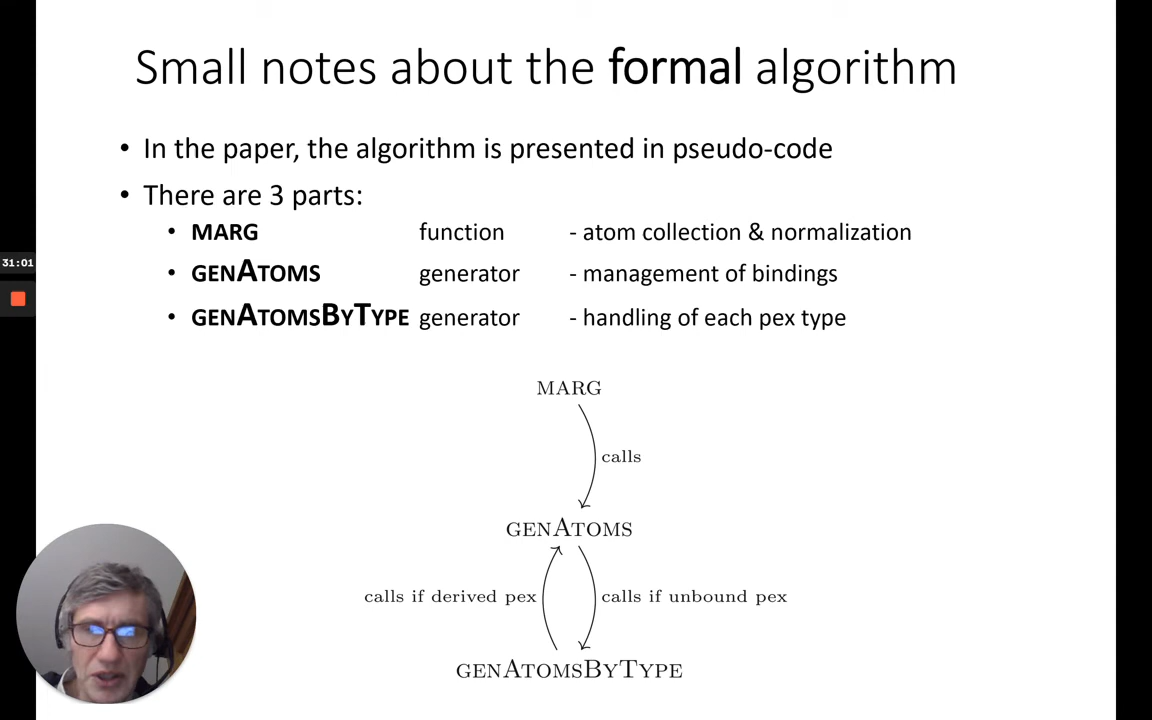 Small notes about the formal algorithm
• In the paper, the algorithm is presented in pseudo-code
• There are 3 parts:
• MARG function - atom collection & normalization
• GENATOMS generator - management of bindings
• GENATOMSBYTYPE generator - handling of each pex type
31:01
MARG
calls
GENATOMS
calls if derived pex calls if unbound pex
GENATOMSBYTYPE